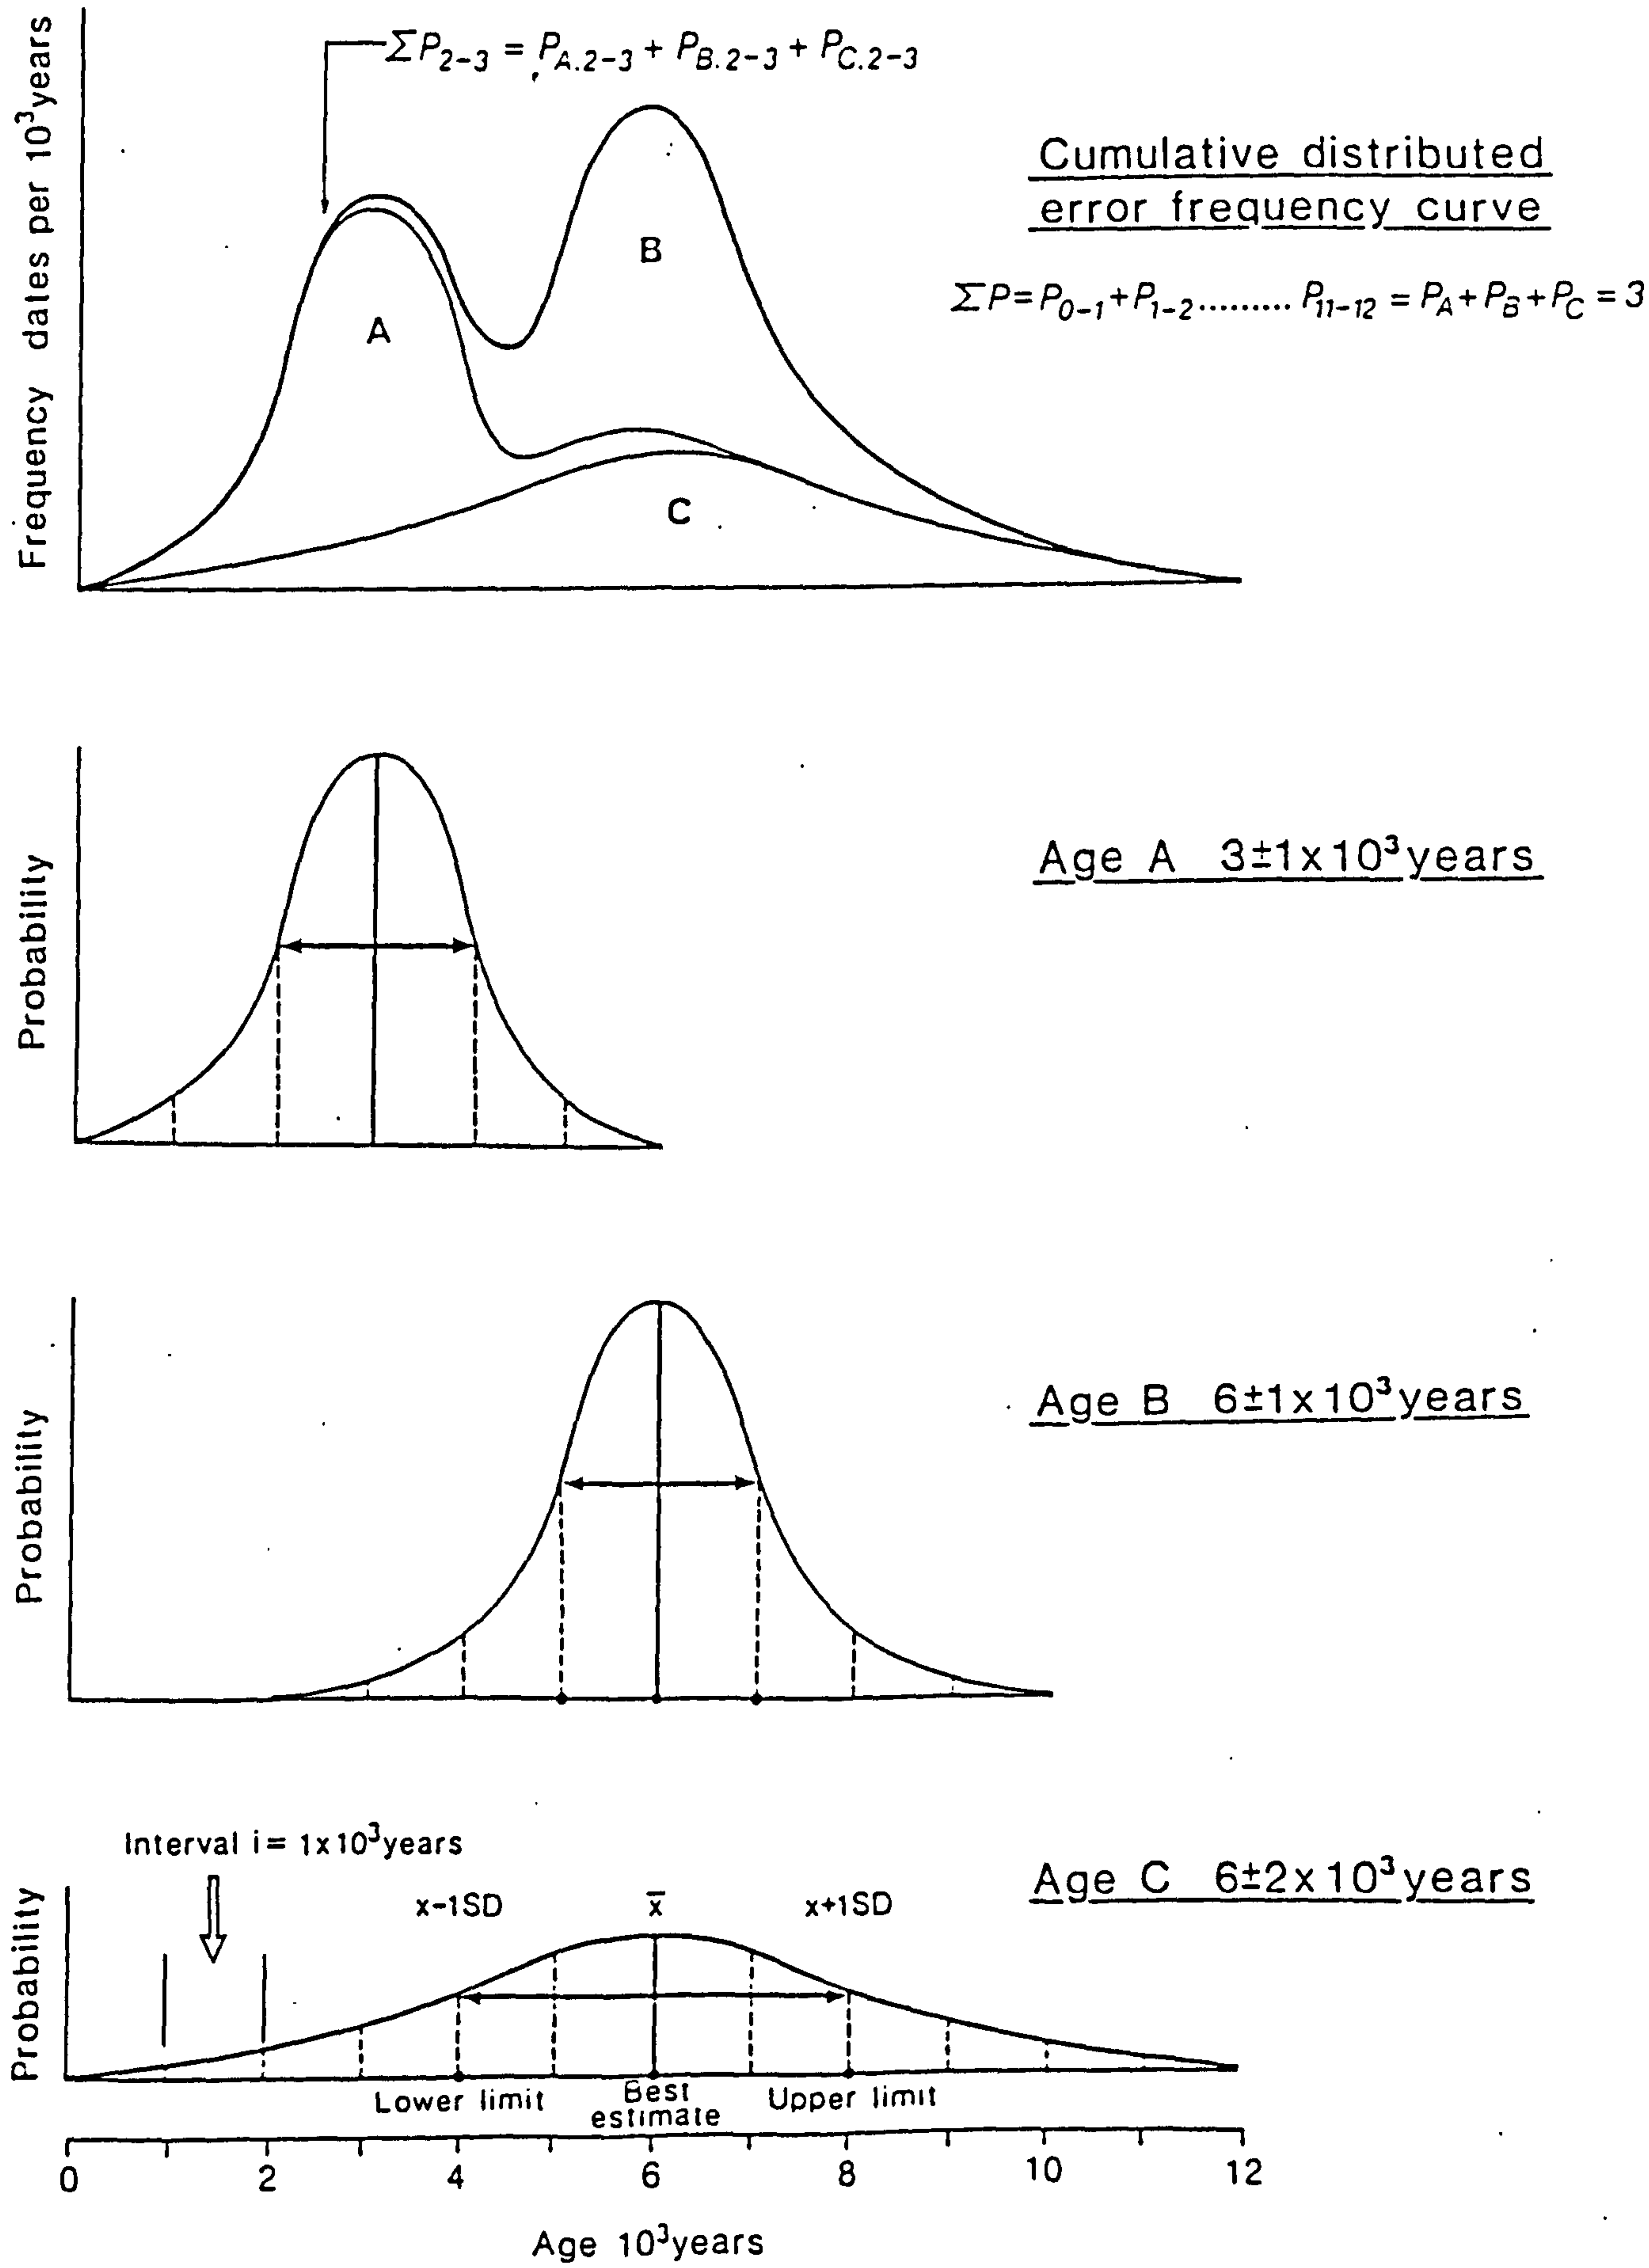 ΣP2-3 = PA.2-3 + PB.2-3 + PC.2-3
Frequency dates per 10³years
Cumulative distributed
error frequency curve
ΣP=P0-1+P1-2......... P11-12 = PA+PB+PC=3
A
B
C
Probability
Age A 3±1x10³years
Probability
Age B 6±1x10³years
Interval i= 1x10³years
Probability
x-1SD x̅ x+1SD
Age C 6±2x10³years
Lower limit Best estimate Upper limit
0 2 4 6 8 10 12
Age 10³years